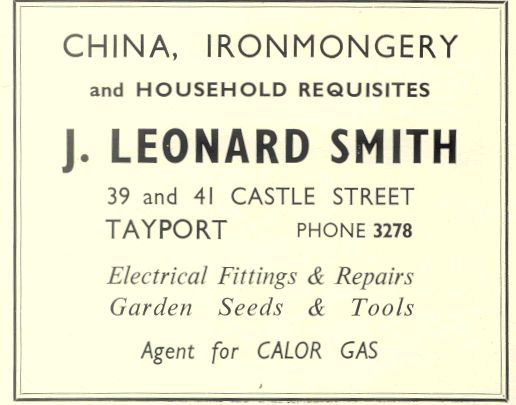 CHINA, IRONMONGERY
and HOUSEHOLD REQUISITES
J. LEONARD SMITH
39 and 41 CASTLE STREET
TAYPORT PHONE 3278
Electrical Fittings & Repairs
Garden Seeds & Tools
Agent for CALOR GAS